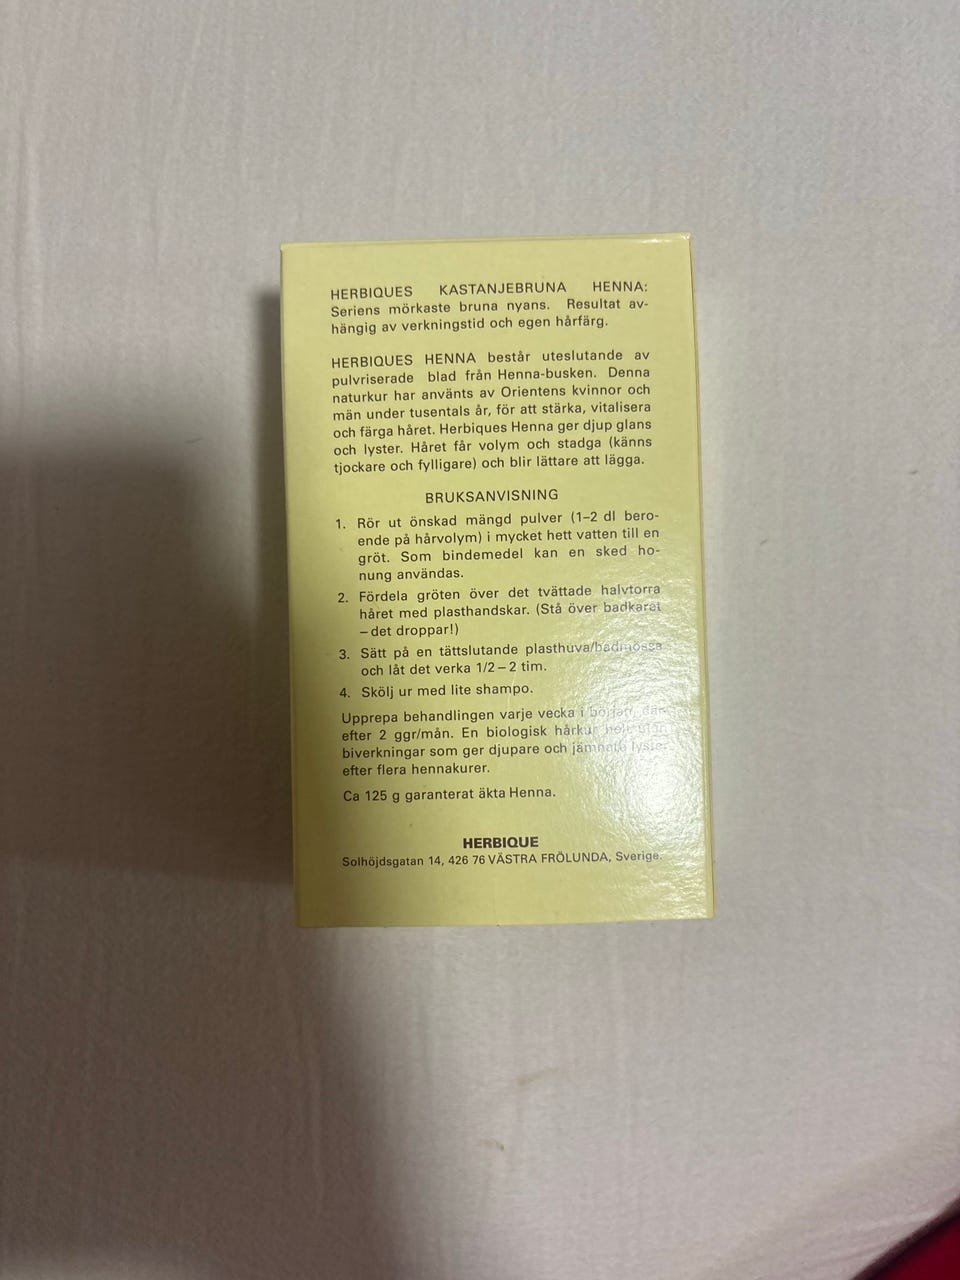 HERBIQUES KASTANJEBRUNA HENNA:
Seriens mörkaste bruna nyans. Resultat av-
hängig av verkningstid och egen hårfärg.
HERBIQUES HENNA består uteslutande av
pulvriserade blad från Henna-busken. Denna
naturkur har använts av Orientens kvinnor och
män under tusentals år, för att stärka, vitalisera
och färga håret. Herbiques Henna ger djup glans
och lyster. Håret får volym och stadga (känns
tjockare och fylligare) och blir lättare att lägga.
BRUKSANVISNING
1. Rör ut önskad mängd pulver (1–2 dl bero-
ende på hårvolym) i mycket hett vatten till en
gröt. Som bindemedel kan en sked ho-
nung användas.
2. Fördela gröten över det tvättade halvtorra
håret med plasthandskar. (Stå över badkaret
– det droppar!)
3. Sätt på en tättslutande plasthuva/badmössa
och låt det verka 1/2 – 2 tim.
4. Skölj ur med lite shampo.
Upprepa behandlingen varje vecka i början,
efter 2 ggr/mån. En biologisk hårkur helt utan
biverkningar som ger djupare och jämnare lyster
efter flera hennakurer.
Ca 125 g garanterat äkta Henna.
HERBIQUE
Solhöjdsgatan 14, 426 76 VÄSTRA FRÖLUNDA, Sverige.